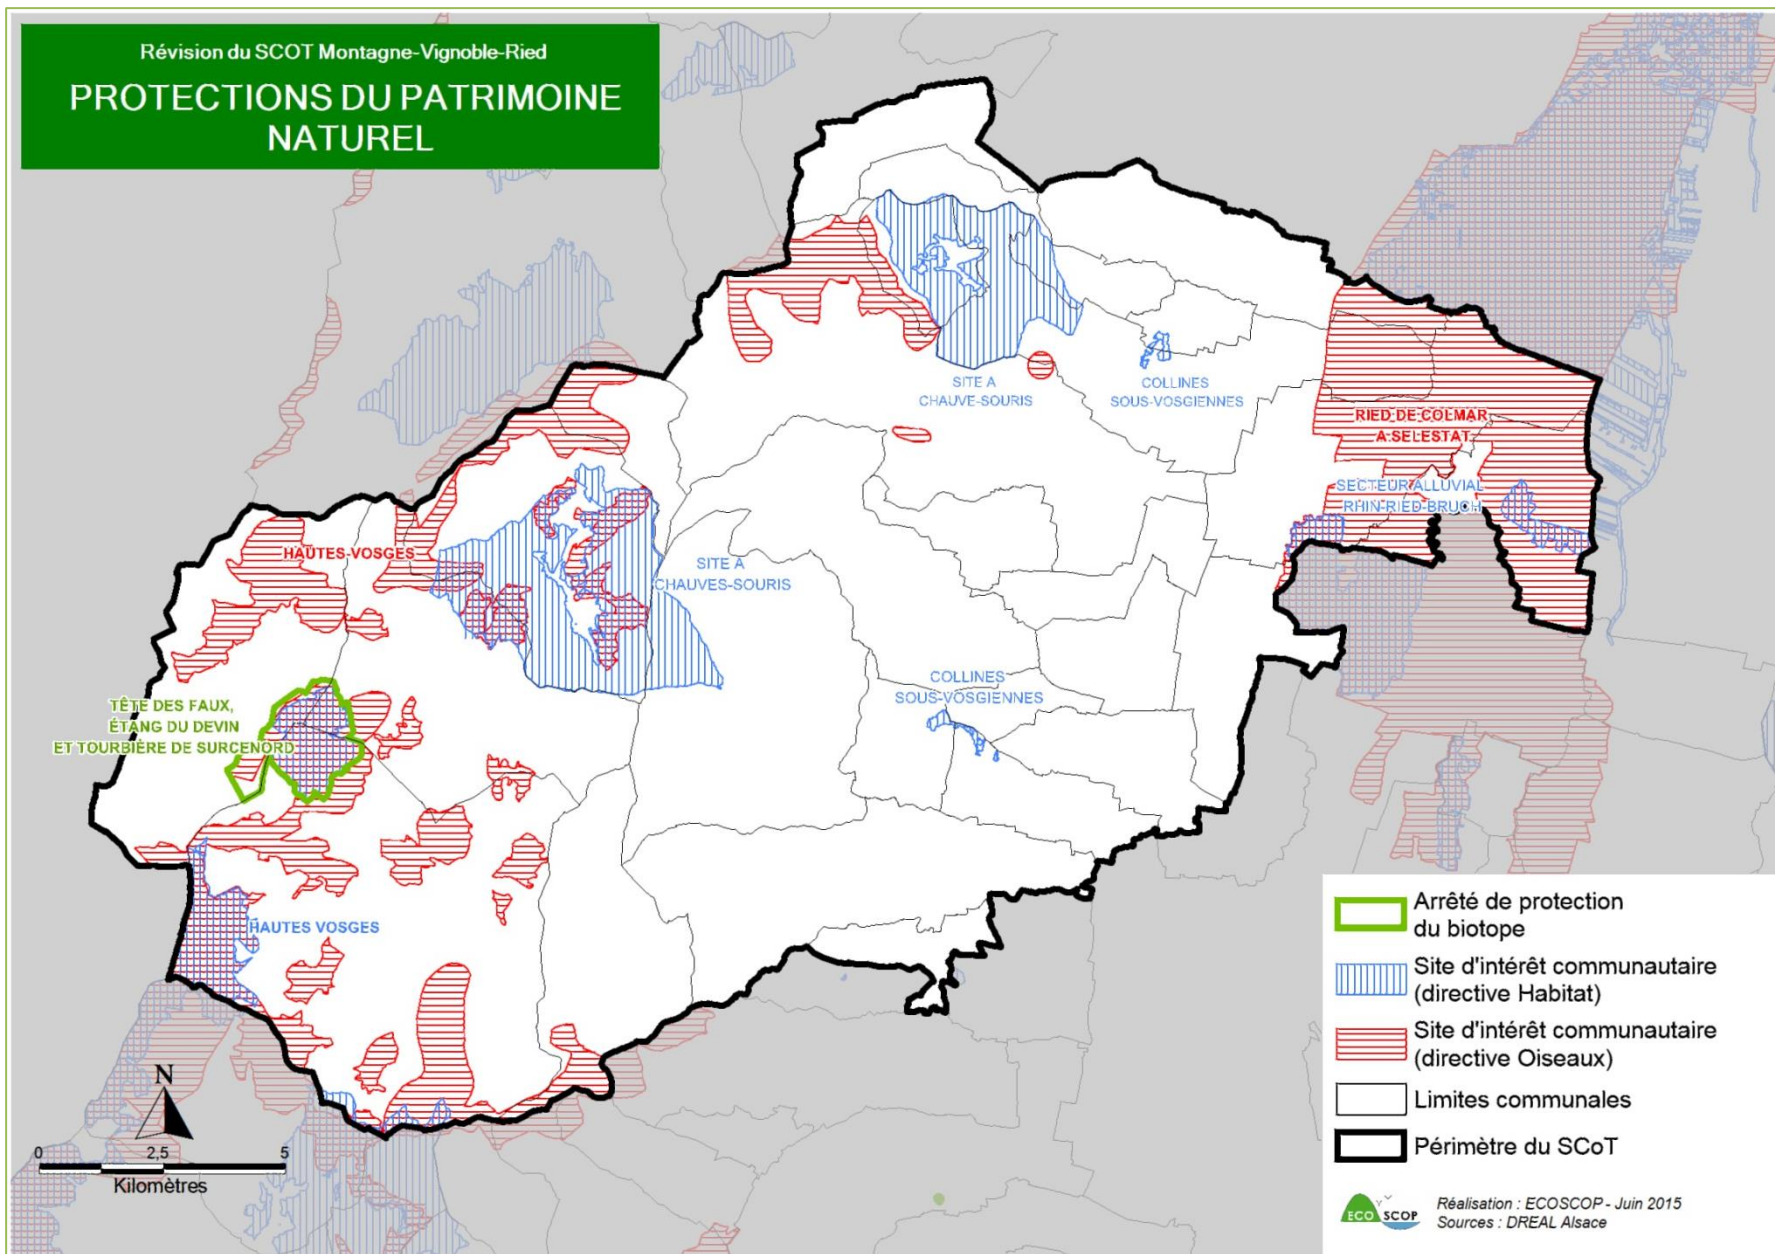 Révision du SCOT Montagne-Vignoble-Ried
PROTECTIONS DU PATRIMOINE
NATUREL
SITE A
CHAUVE-SOURIS
COLLINES
SOUS-VOSGIENNES
RIED DE COLMAR
A SELESTAT
SECTEUR ALLUVIAL
RHIN-RIED-BRUCH
HAUTES-VOSGES
SITE A
CHAUVES-SOURIS
TÊTE DES FAUX,
ÉTANG DU DEVIN
ET TOURBIÈRE DE SURCENORD
COLLINES
SOUS-VOSGIENNES
HAUTES VOSGES
N
0 2,5 5
Kilomètres
Arrêté de protection
du biotope
Site d'intérêt communautaire
(directive Habitat)
Site d'intérêt communautaire
(directive Oiseaux)
Limites communales
Périmètre du SCoT
ECO SCOP
Réalisation : ECOSCOP - Juin 2015
Sources : DREAL Alsace